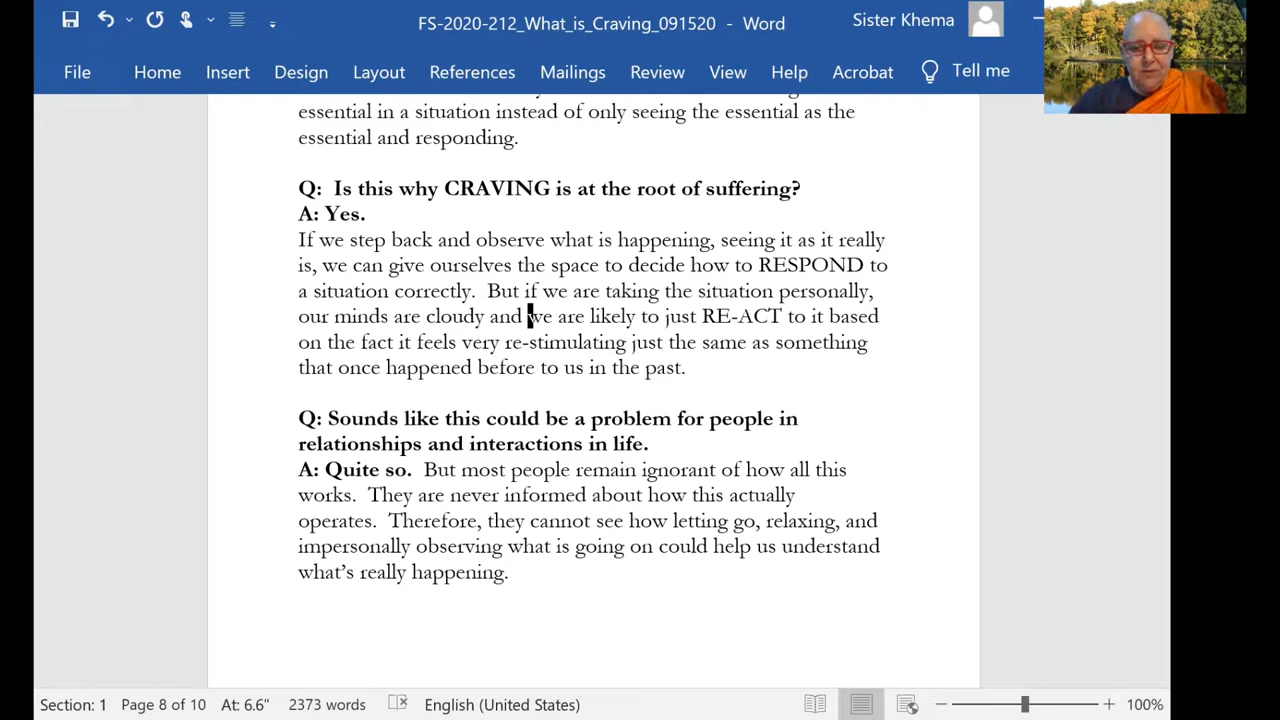 FS-2020-212_What_is_Craving_091520 - Word
Sister Khema
File Home Insert Design Layout References Mailings Review View Help Acrobat Tell me
essential in a situation instead of only seeing the essential as the
essential and responding.
Q: Is this why CRAVING is at the root of suffering?
A: Yes.
If we step back and observe what is happening, seeing it as it really
is, we can give ourselves the space to decide how to RESPOND to
a situation correctly. But if we are taking the situation personally,
our minds are cloudy and we are likely to just RE-ACT to it based
on the fact it feels very re-stimulating just the same as something
that once happened before to us in the past.
Q: Sounds like this could be a problem for people in
relationships and interactions in life.
A: Quite so. But most people remain ignorant of how all this
works. They are never informed about how this actually
operates. Therefore, they cannot see how letting go, relaxing, and
impersonally observing what is going on could help us understand
what's really happening.
Section: 1 Page 8 of 10 At: 6.6" 2373 words English (United States) 100%